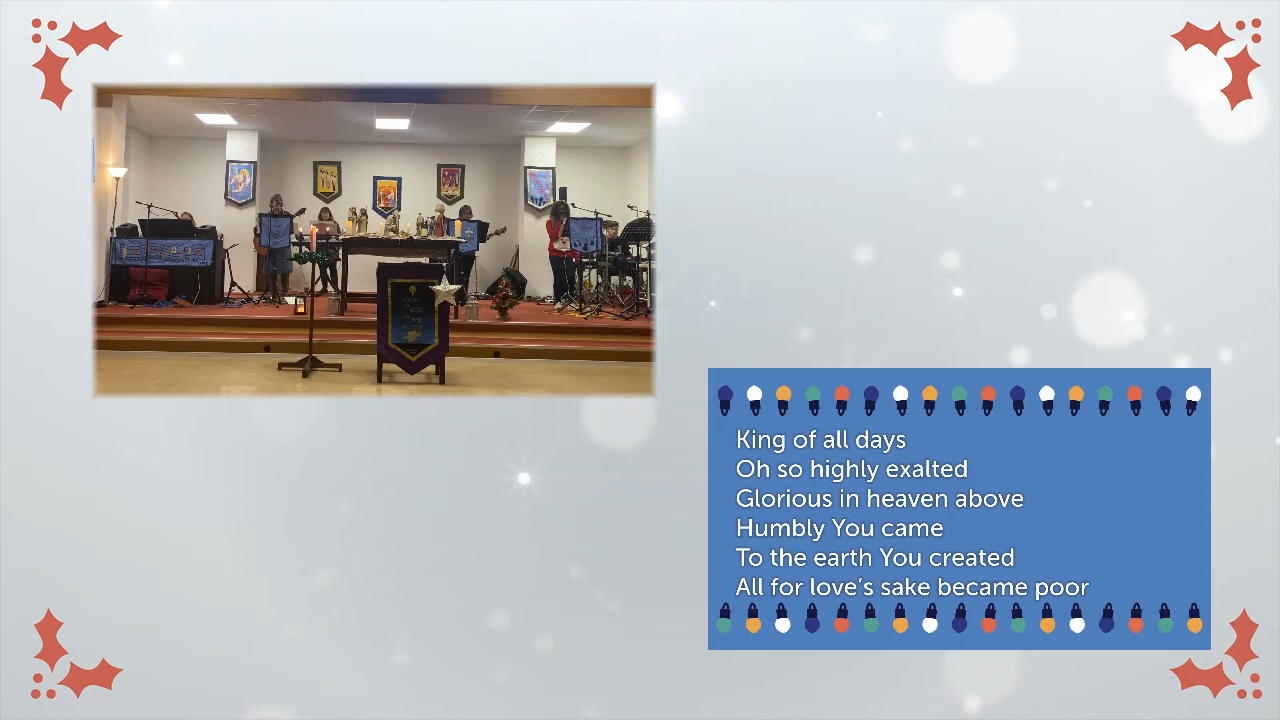 King of all days
Oh so highly exalted
Glorious in heaven above
Humbly You came
To the earth You created
All for love's sake became poor